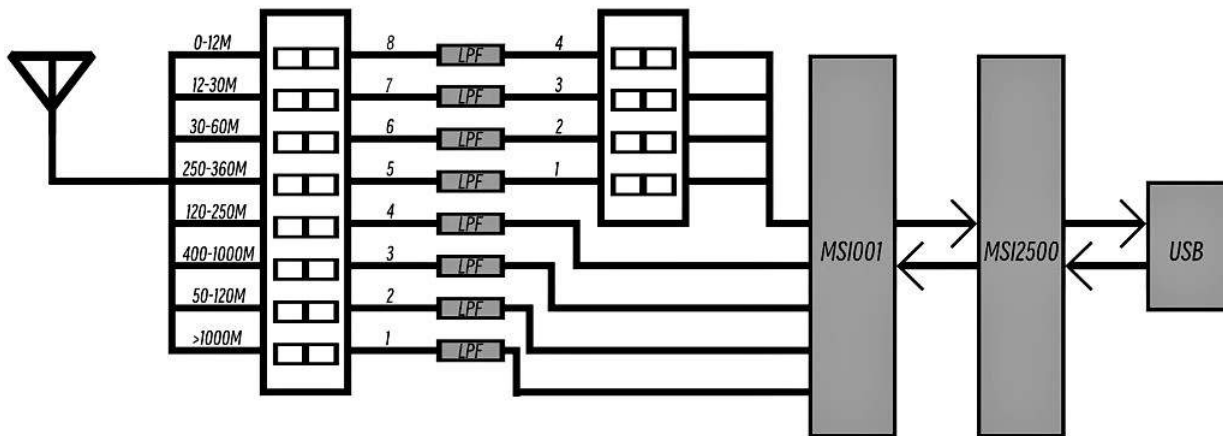 0-12M 8 LPF 4
12-30M 7 LPF 3
30-60M 6 LPF 2
250-360M 5 LPF 1
120-250M 4 LPF
400-1000M 3 LPF
50-120M 2 LPF
>1000M 1 LPF
MSI001 MSI2500 USB